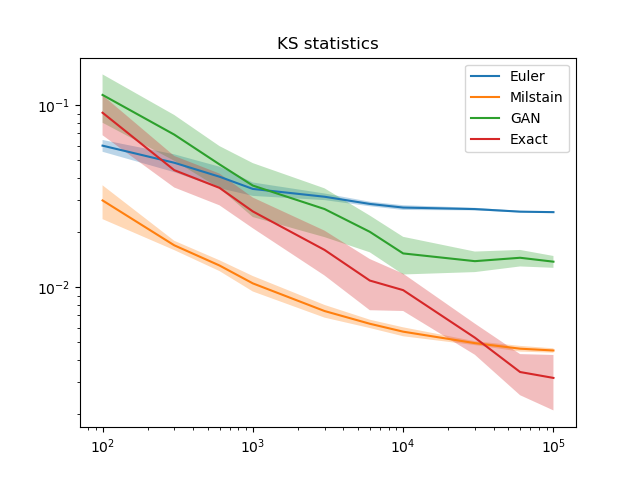 KS statistics
Euler
Milstain
GAN
Exact
10⁻¹
10⁻²
10² 10³ 10⁴ 10⁵